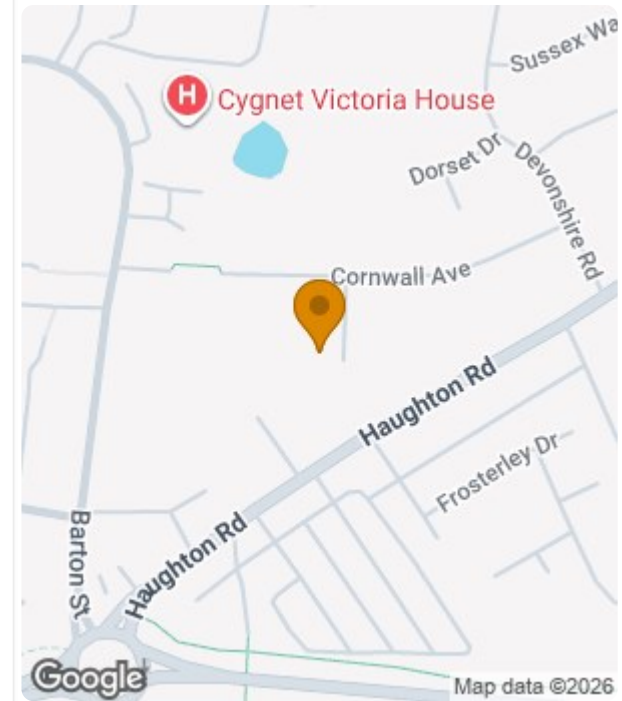 Sussex Wa
H
Cygnet Victoria House
Dorset Dr
Devonshire Rd
Cornwall Ave
Haughton Rd
Frosterley Dr
Barton St
Haughton Rd
Google
Map data ©2026